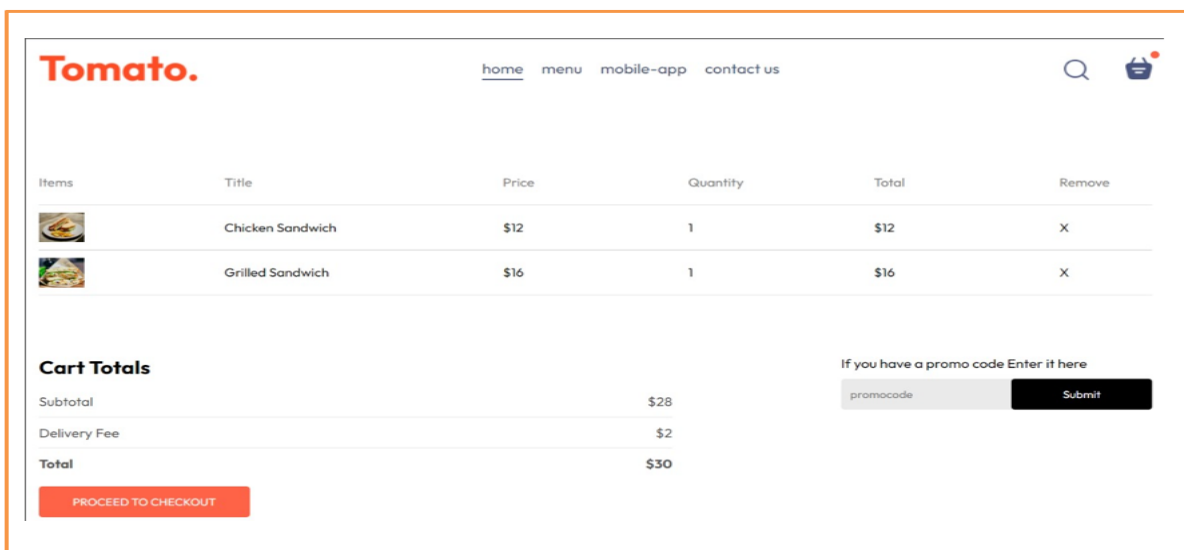 Tomato.
home menu mobile-app contact us
Items Title Price Quantity Total Remove
Chicken Sandwich $12 1 $12 X
Grilled Sandwich $16 1 $16 X
Cart Totals
If you have a promo code Enter it here
Subtotal $28
promocode Submit
Delivery Fee $2
Total $30
PROCEED TO CHECKOUT